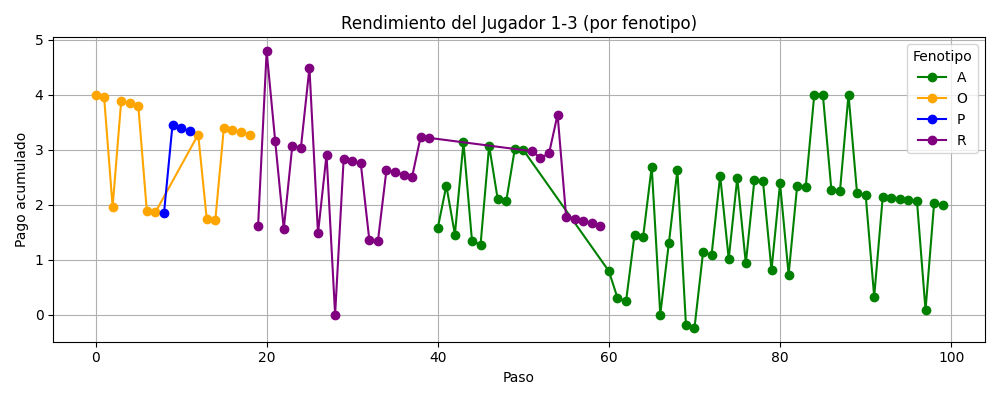 Rendimiento del Jugador 1-3 (por fenotipo)
Pago acumulado
5
4
3
2
1
0
Fenotipo
A
O
P
R
0 20 40 60 80 100
Paso